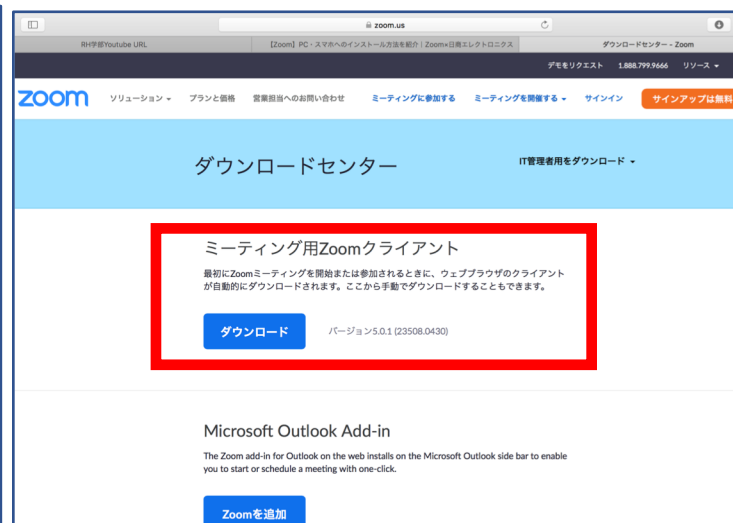 zoom.us
RH学部Youtube URL
【Zoom】PC・スマホへのインストール方法を紹介｜Zoom×日商エレクトロニクス
ダウンロードセンター - Zoom
デモをリクエスト 1.888.799.9666 リソース
zoom ソリューション プランと価格 営業担当へのお問い合わせ ミーティングに参加する ミーティングを開催する サインイン サインアップは無料
ダウンロードセンター
IT管理者用をダウンロード
ミーティング用Zoomクライアント
最初にZoomミーティングを開始または参加されるときに、ウェブブラウザのクライアント
が自動的にダウンロードされます。ここから手動でダウンロードすることもできます。
ダウンロード バージョン5.0.1 (23508.0430)
Microsoft Outlook Add-in
The Zoom add-in for Outlook on the web installs on the Microsoft Outlook side bar to enable
you to start or schedule a meeting with one-click.
Zoomを追加